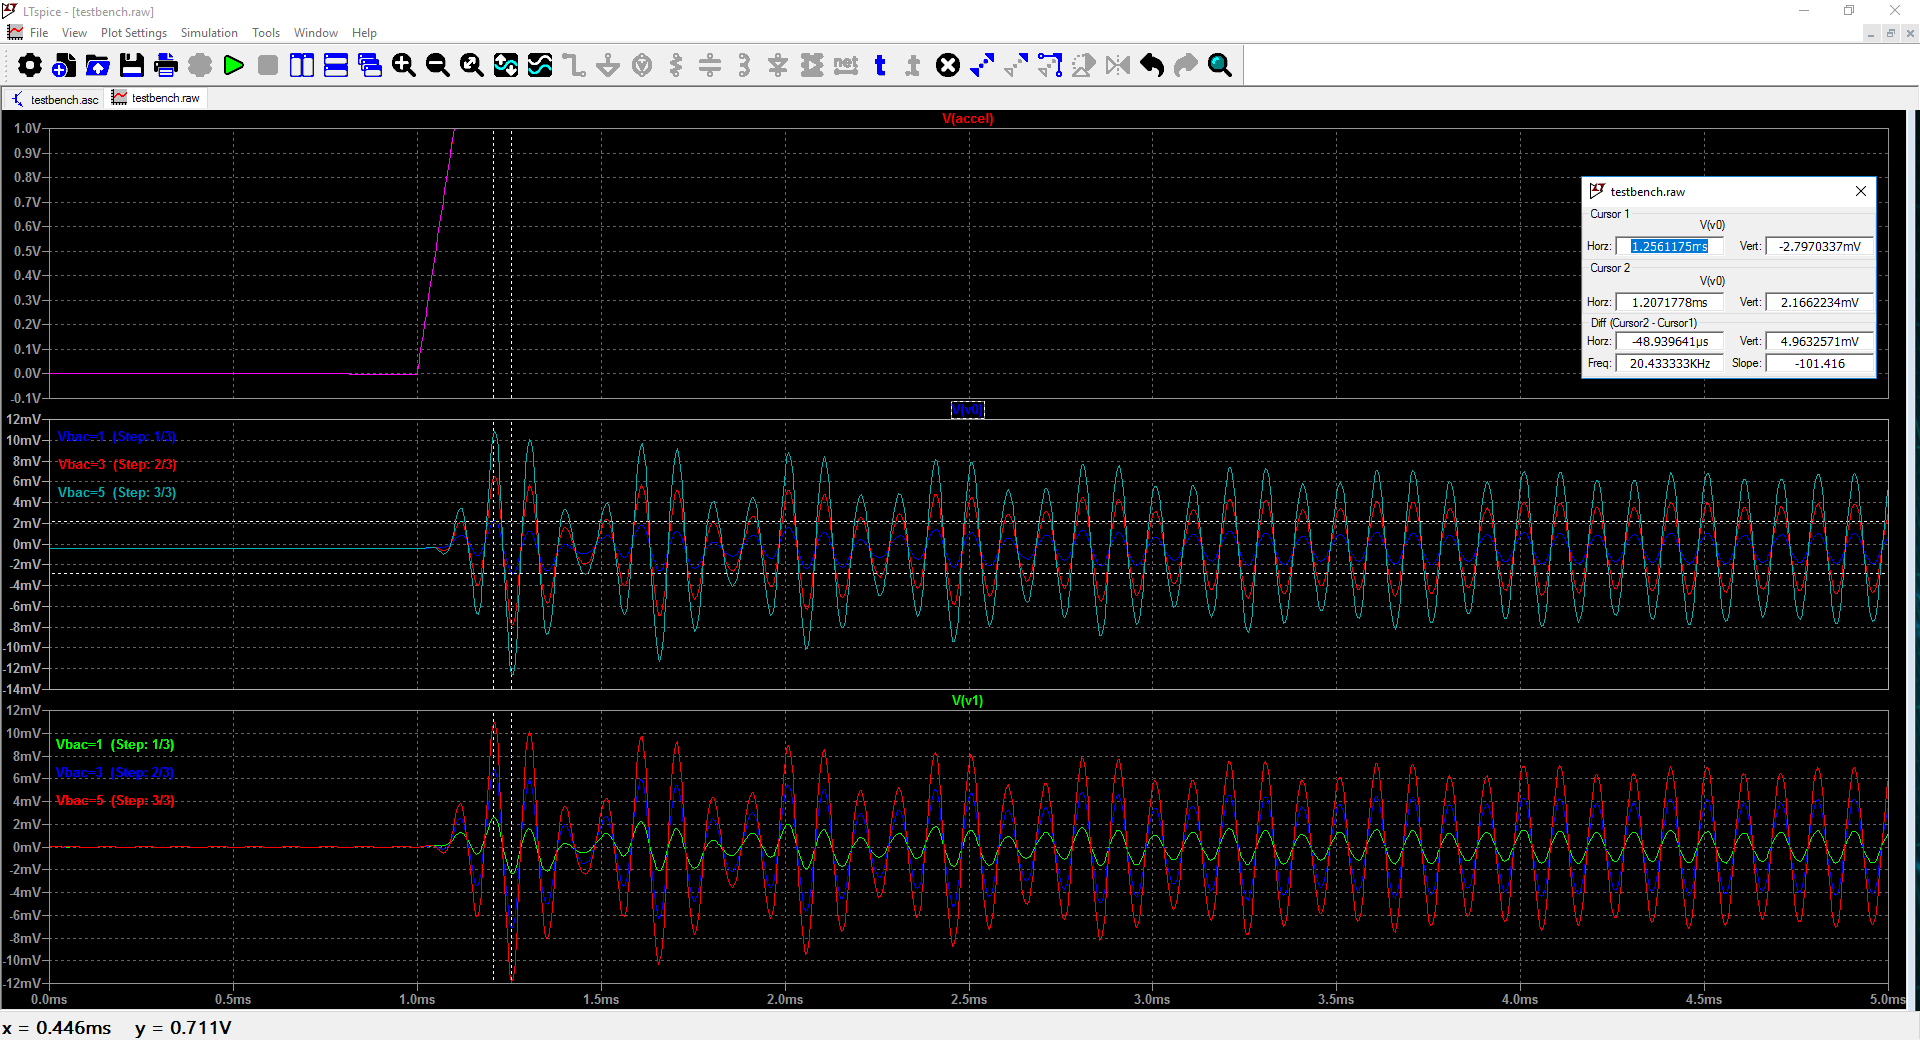 LTspice - [testbench.raw]
File View Plot Settings Simulation Tools Window Help
net
testbench.asc testbench.raw
V(accel)
1.0V
0.9V
0.8V
0.7V
0.6V
0.5V
0.4V
0.3V
0.2V
0.1V
0.0V
-0.1V
testbench.raw
Cursor 1
V(v0)
Horz: 1.2561175ms Vert: -2.7970337mV
Cursor 2
V(v0)
Horz: 1.2071778ms Vert: 2.1662234mV
Diff (Cursor2 - Cursor1)
Horz: -48.939641µs Vert: 4.9632571mV
Freq: 20.433333KHz Slope: -101.416
V(v0)
12mV
10mV
8mV
6mV
4mV
2mV
0mV
-2mV
-4mV
-6mV
-8mV
-10mV
-12mV
-14mV
Vbac=1 (Step: 1/3)
Vbac=3 (Step: 2/3)
Vbac=5 (Step: 3/3)
V(v1)
12mV
10mV
8mV
6mV
4mV
2mV
0mV
-2mV
-4mV
-6mV
-8mV
-10mV
-12mV
Vbac=1 (Step: 1/3)
Vbac=3 (Step: 2/3)
Vbac=5 (Step: 3/3)
0.0ms 0.5ms 1.0ms 1.5ms 2.0ms 2.5ms 3.0ms 3.5ms 4.0ms 4.5ms 5.0ms
x = 0.446ms y = 0.711V